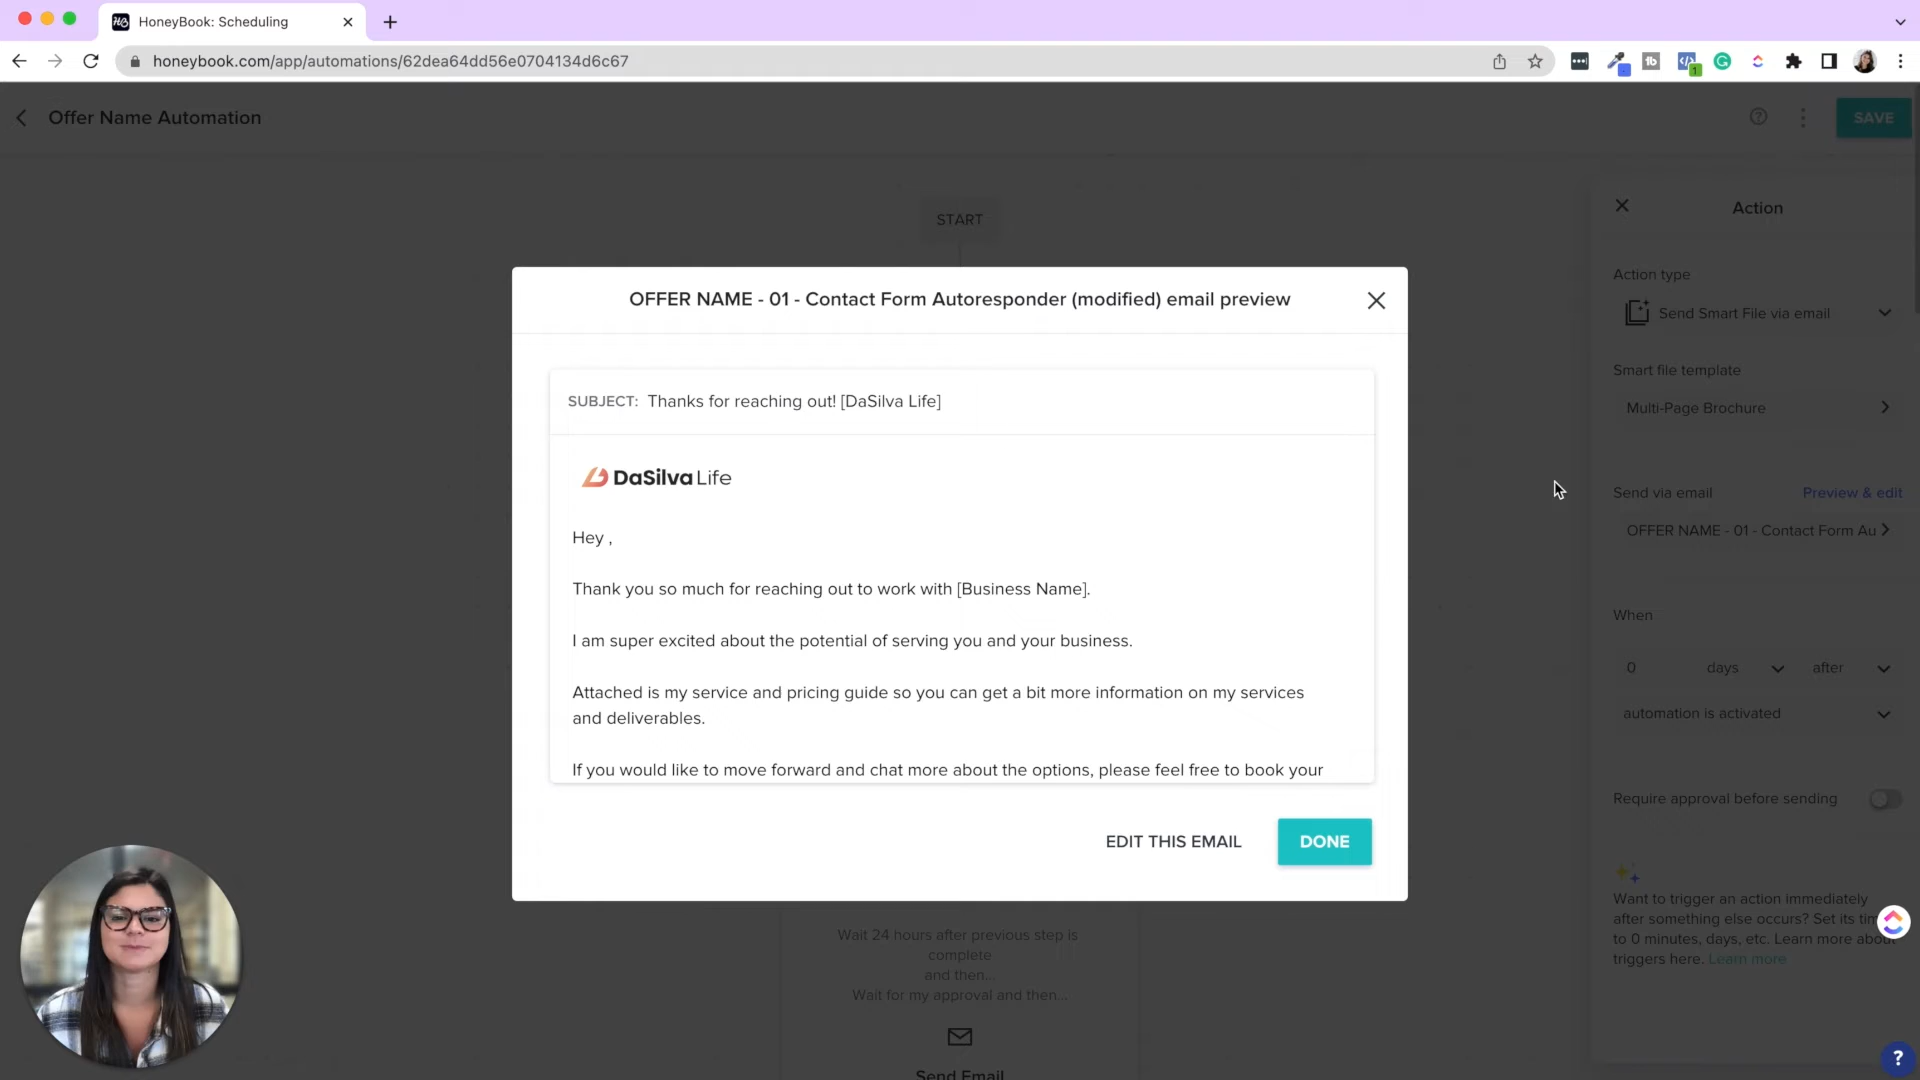 HoneyBook: Scheduling
honeybook.com/app/automations/62dea64dd56e0704134d6c67
Offer Name Automation
SAVE
START
Action
Action type
Send Smart File via email
Smart file template
Multi-Page Brochure
Send via email
Preview & edit
OFFER NAME - 01 - Contact Form Au
When
0
days
after
automation is activated
Require approval before sending
Want to trigger an action immediately
after something else occurs? Set its tim
to 0 minutes, days, etc. Learn more about
triggers here. Learn more
OFFER NAME - 01 - Contact Form Autoresponder (modified) email preview
SUBJECT: Thanks for reaching out! [DaSilva Life]
DaSilva Life
Hey ,
Thank you so much for reaching out to work with [Business Name].
I am super excited about the potential of serving you and your business.
Attached is my service and pricing guide so you can get a bit more information on my services
and deliverables.
If you would like to move forward and chat more about the options, please feel free to book your
EDIT THIS EMAIL
DONE
Wait 24 hours after previous step is
complete
and then...
Wait for my approval and then...
Send Email